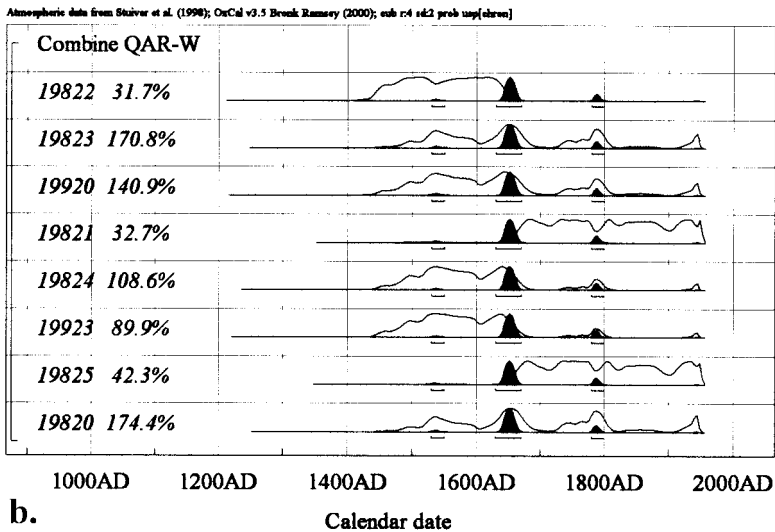 Atmospheric data from Stuiver et al. (1998); OxCal v3.5 Bronk Ramsey (2000); cub r:4 sd:2 prob usp[chron]
Combine QAR-W
19822 31.7%
19823 170.8%
19920 140.9%
19821 32.7%
19824 108.6%
19923 89.9%
19825 42.3%
19820 174.4%
1000AD 1200AD 1400AD 1600AD 1800AD 2000AD
b. Calendar date